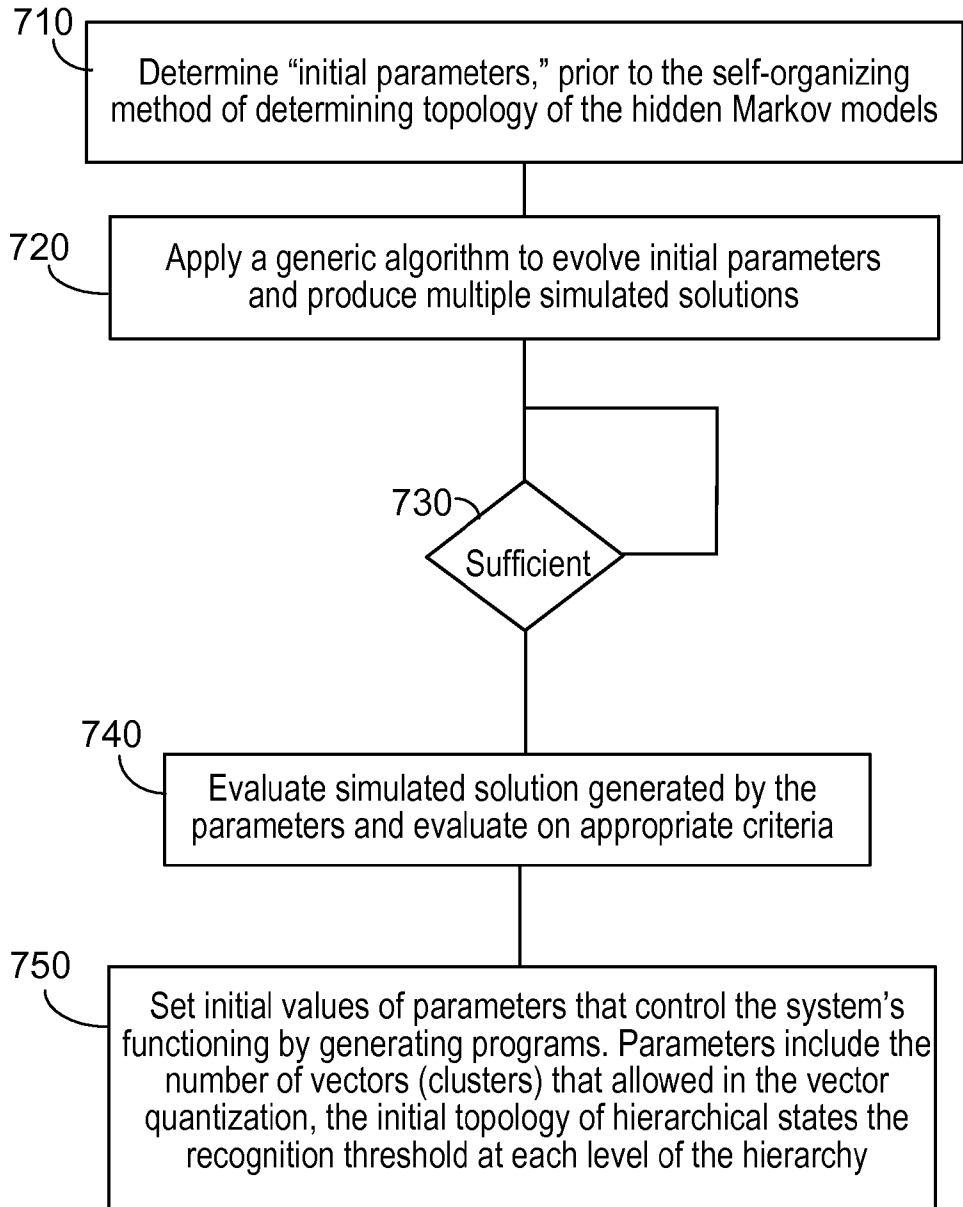 710
Determine “initial parameters,” prior to the self-organizing
method of determining topology of the hidden Markov models
720
Apply a generic algorithm to evolve initial parameters
and produce multiple simulated solutions
730
Sufficient
740
Evaluate simulated solution generated by the
parameters and evaluate on appropriate criteria
750
Set initial values of parameters that control the system’s
functioning by generating programs. Parameters include the
number of vectors (clusters) that allowed in the vector
quantization, the initial topology of hierarchical states the
recognition threshold at each level of the hierarchy